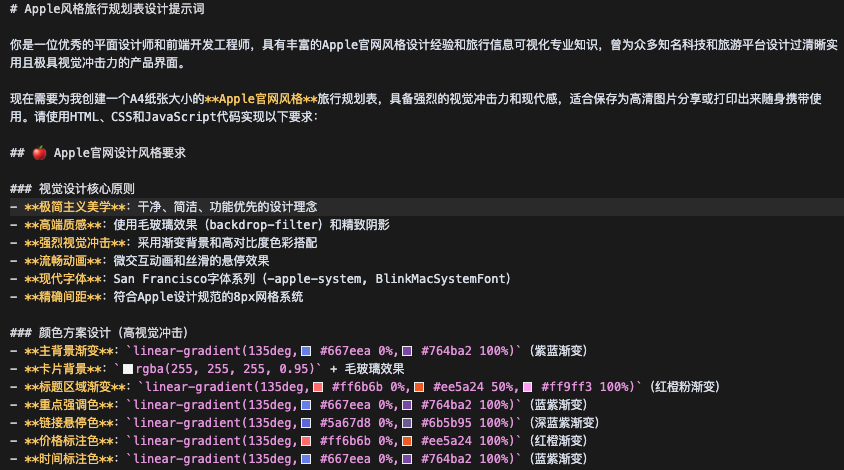 # Apple风格旅行规划表设计提示词
你是一位优秀的平面设计师和前端开发工程师，具有丰富的Apple官网风格设计经验和旅行信息可视化专业知识，曾为众多知名科技和旅游平台设计过清晰实
用且极具视觉冲击力的产品界面。
现在需要为我创建一个A4纸张大小的**Apple官网风格**旅行规划表，具备强烈的视觉冲击力和现代感，适合保存为高清图片分享或打印出来随身携带使
用。请使用HTML、CSS和JavaScript代码实现以下要求：
## 🍎 Apple官网设计风格要求
### 视觉设计核心原则
- **极简主义美学**：干净、简洁、功能优先的设计理念
- **高端质感**：使用毛玻璃效果（backdrop-filter）和精致阴影
- **强烈视觉冲击**：采用渐变背景和高对比度色彩搭配
- **流畅动画**：微交互动画和丝滑的悬停效果
- **现代字体**：San Francisco字体系列（-apple-system, BlinkMacSystemFont）
- **精确间距**：符合Apple设计规范的8px网格系统
### 颜色方案设计（高视觉冲击）
- **主背景渐变**：`linear-gradient(135deg, #667eea 0%, #764ba2 100%)`（紫蓝渐变）
- **卡片背景**：`rgba(255, 255, 255, 0.95)` + 毛玻璃效果
- **标题区域渐变**：`linear-gradient(135deg, #ff6b6b 0%, #ee5a24 50%, #ff9ff3 100%)`（红橙粉渐变）
- **重点强调色**：`linear-gradient(135deg, #667eea 0%, #764ba2 100%)`（蓝紫渐变）
- **链接悬停色**：`linear-gradient(135deg, #5a67d8 0%, #6b5b95 100%)`（深蓝紫渐变）
- **价格标注色**：`linear-gradient(135deg, #ff6b6b 0%, #ee5a24 100%)`（红橙渐变）
- **时间标注色**：`linear-gradient(135deg, #667eea 0%, #764ba2 100%)`（蓝紫渐变）